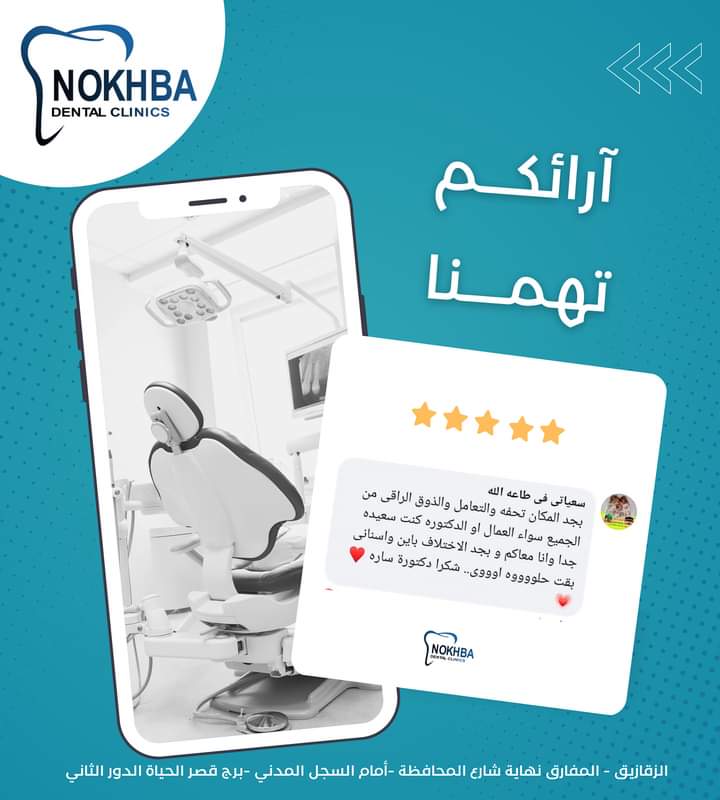 NOKHBA
DENTAL CLINICS
آرائكـــم
تهمــــنا
سعياتى فى طاعه الله
بجد المكان تحفه والتعامل والذوق الراقى من
الجميع سواء العمال او الدكتوره كنت سعيده
جدا وانا معاكم و بجد الاختلاف باين واسنانى
بقت حلووووه اوووى.. شكرا دكتورة ساره ❤️
💗
NOKHBA
DENTAL CLINICS
الزقازيق - المفارق نهاية شارع المحافظة -أمام السجل المدني -برج قصر الحياة الدور الثاني